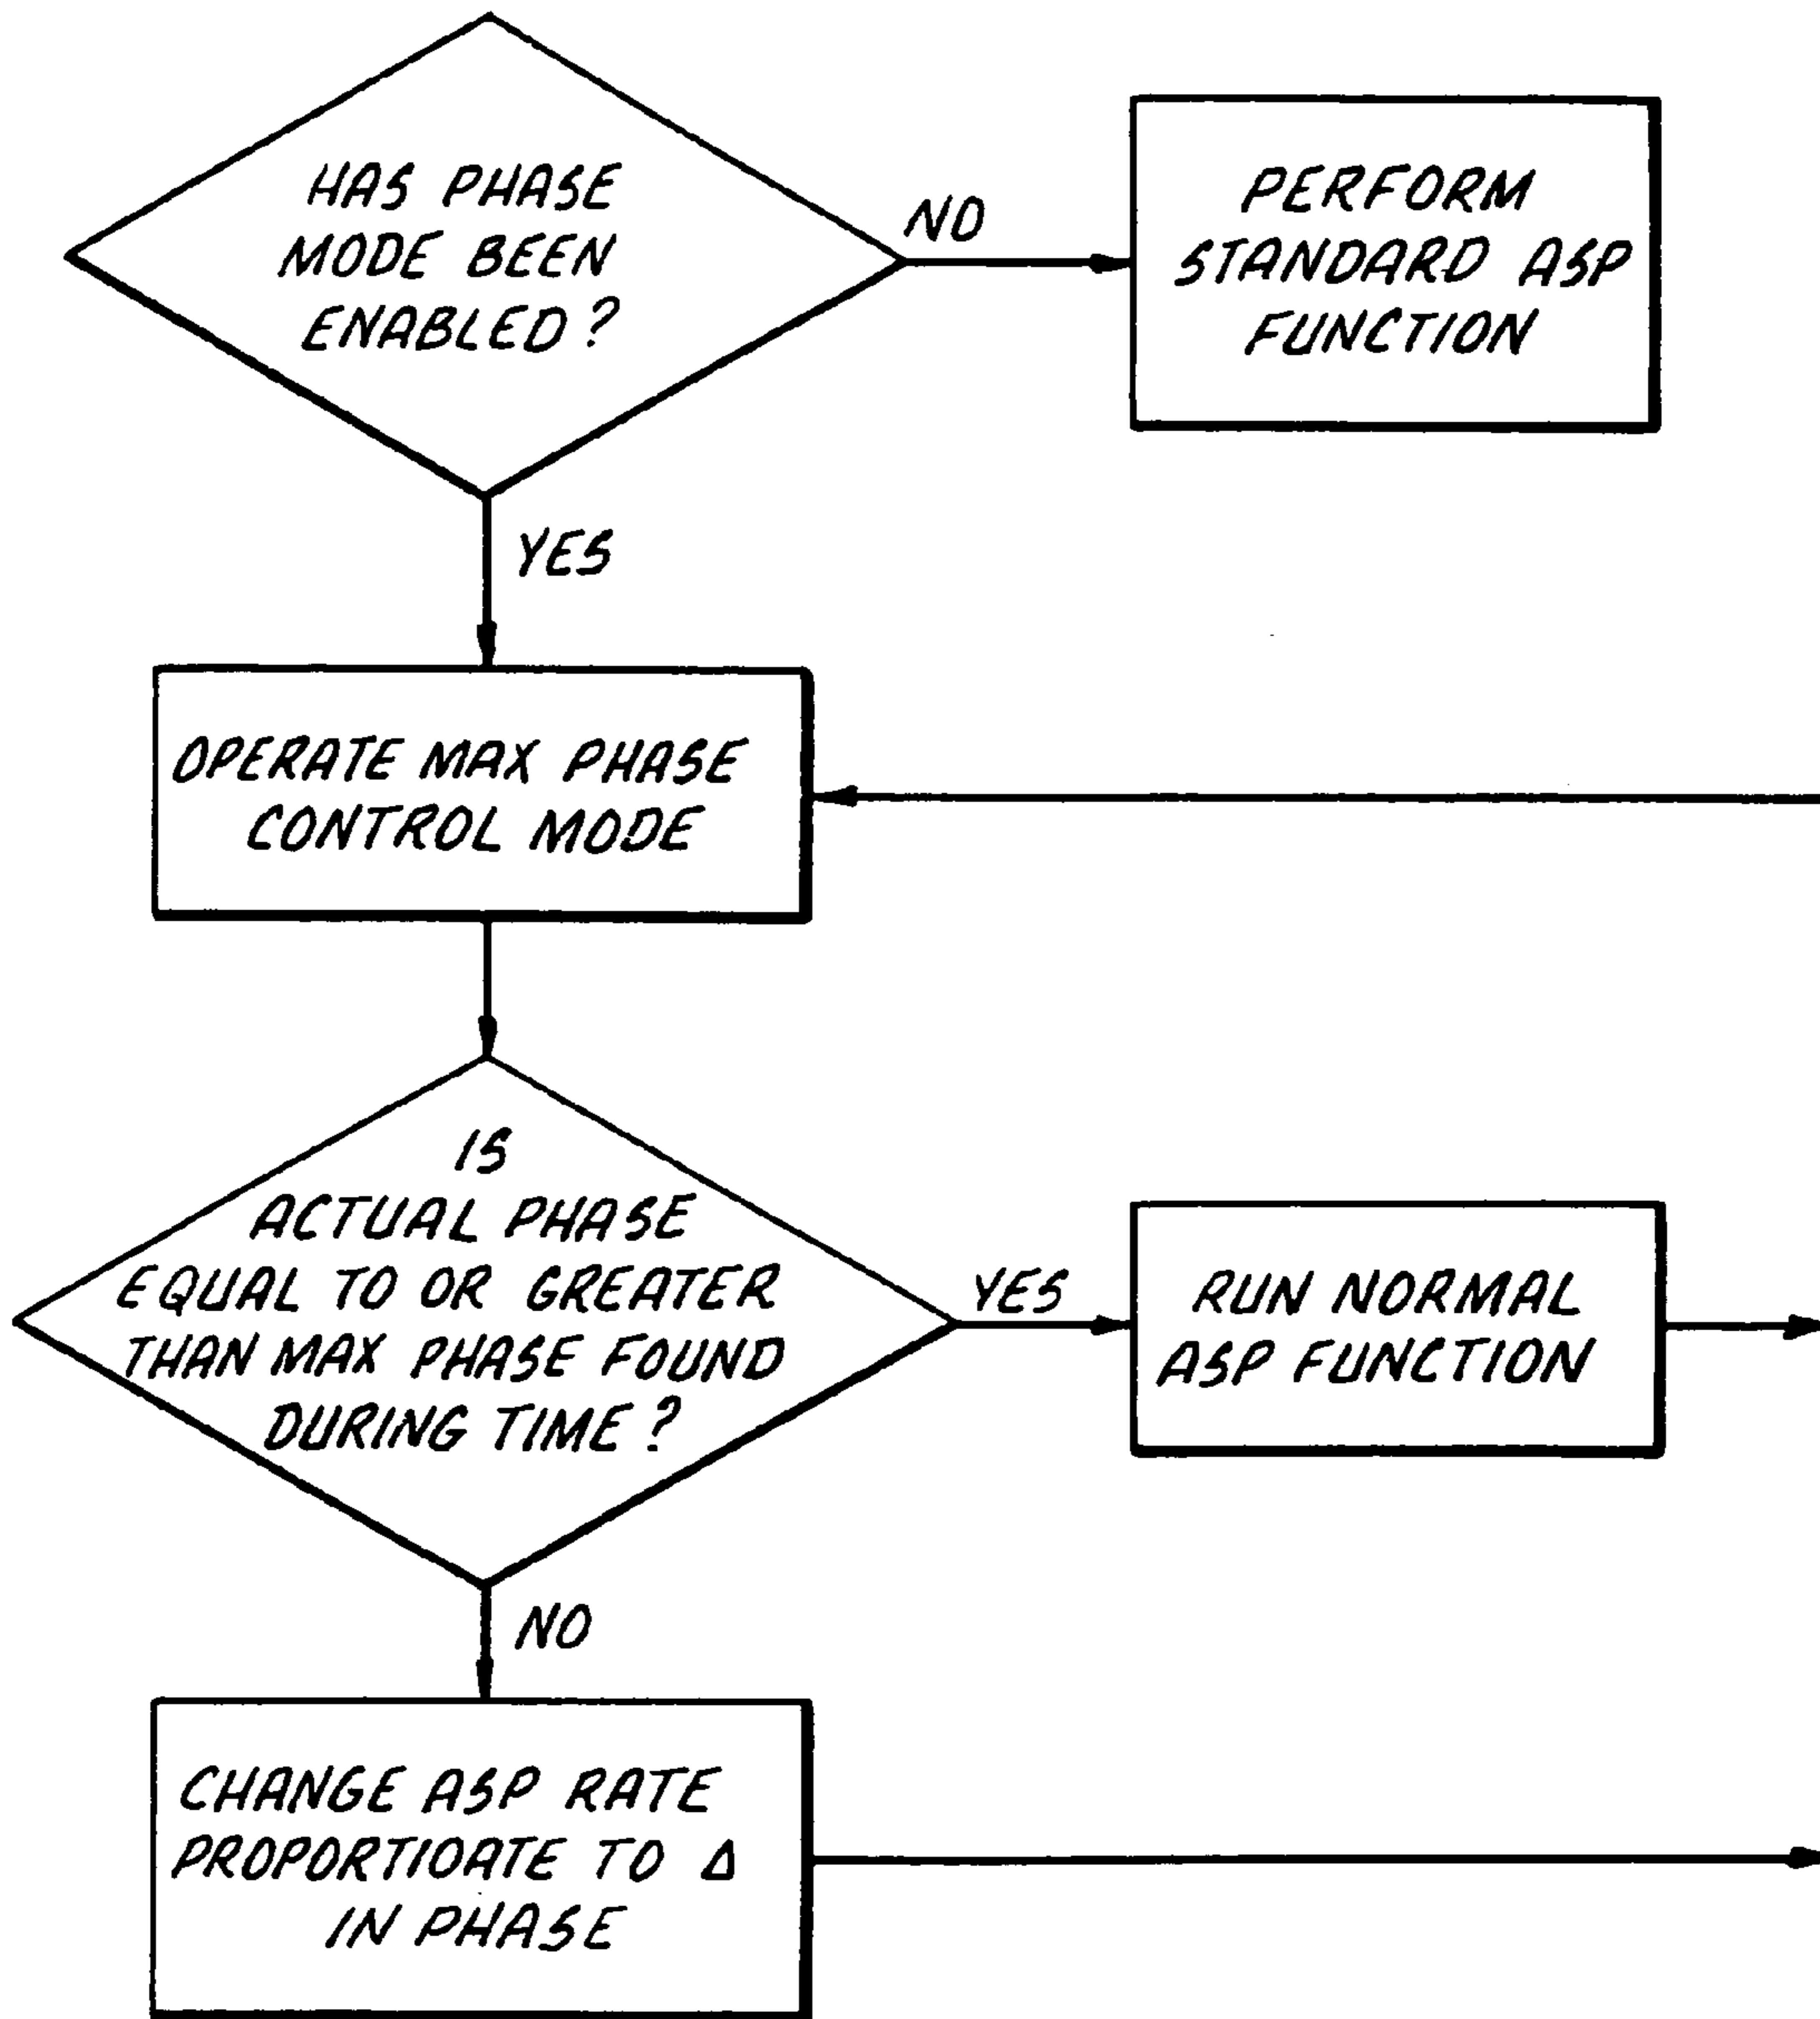 HAS PHASE
MODE BEEN
ENABLED?
NO
PERFORM
STANDARD ASP
FUNCTION
YES
OPERATE MAX PHASE
CONTROL MODE
IS
ACTUAL PHASE
EQUAL TO OR GREATER
THAN MAX PHASE FOUND
DURING TIME?
YES
RUN NORMAL
ASP FUNCTION
NO
CHANGE ASP RATE
PROPORTIOATE TO Δ
IN PHASE